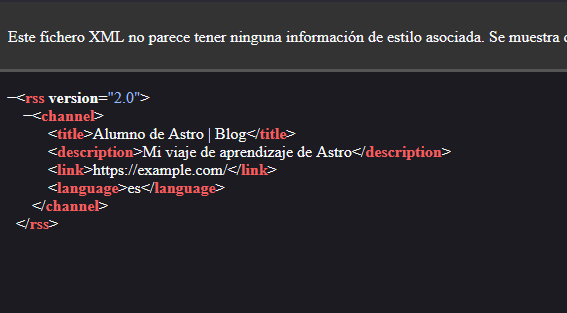 Este fichero XML no parece tener ninguna información de estilo asociada. Se muestra
−<rss version="2.0">
−<channel>
<title>Alumno de Astro | Blog</title>
<description>Mi viaje de aprendizaje de Astro</description>
<link>https://example.com/</link>
<language>es</language>
</channel>
</rss>